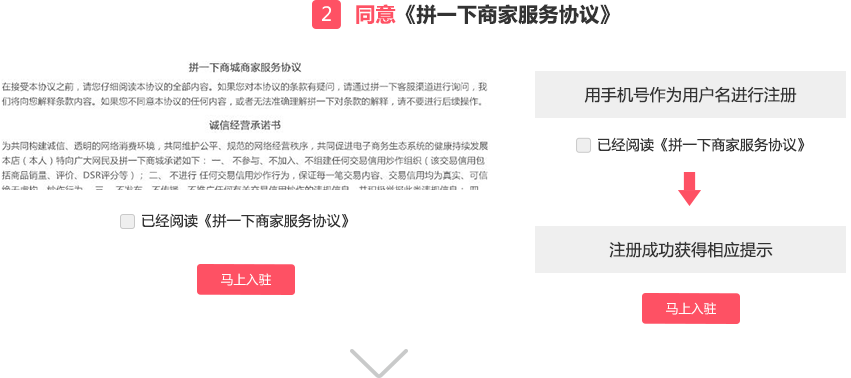 2 同意《拼一下商家服务协议》
拼一下商城商家服务协议
在接受本协议之前，请您仔细阅读本协议的全部内容。如果您对本协议的条款有疑问，请通过拼一下客服渠道进行询问，我
们将向您解释条款内容。如果您不同意本协议的任何内容，或者无法准确理解拼一下对条款的解释，请不要进行后续操作。
诚信经营承诺书
为共同构建诚信、透明的网络消费环境，共同维护公平、规范的网络经营秩序，共同促进电子商务生态系统的健康持续发展
本店（本人）特向广大网民及拼一下商城承诺如下：一、 不参与、不加入、不组建任何交易信用炒作组织（该交易信用包
括商品销量、评价、DSR评分等）； 二、 不进行 任何交易信用炒作行为，保证每一笔交易内容、交易信用均为真实、可信
已经阅读《拼一下商家服务协议》
马上入驻
用手机号作为用户名进行注册
已经阅读《拼一下商家服务协议》
注册成功获得相应提示
马上入驻